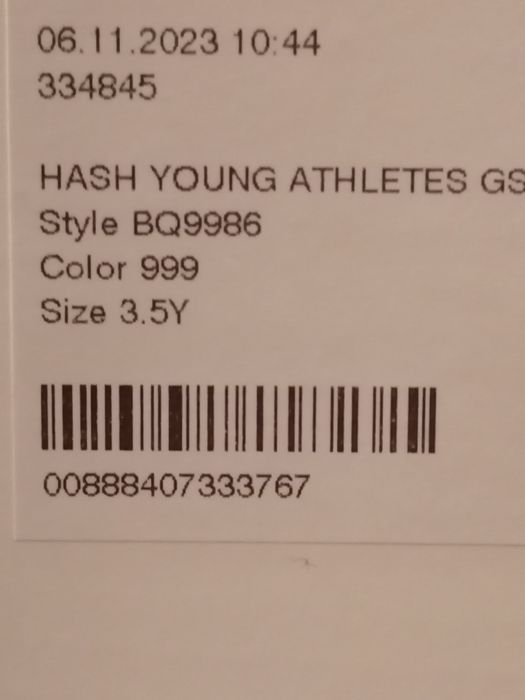 06.11.2023 10:44
334845
HASH YOUNG ATHLETES GS
Style BQ9986
Color 999
Size 3.5Y
00888407333767